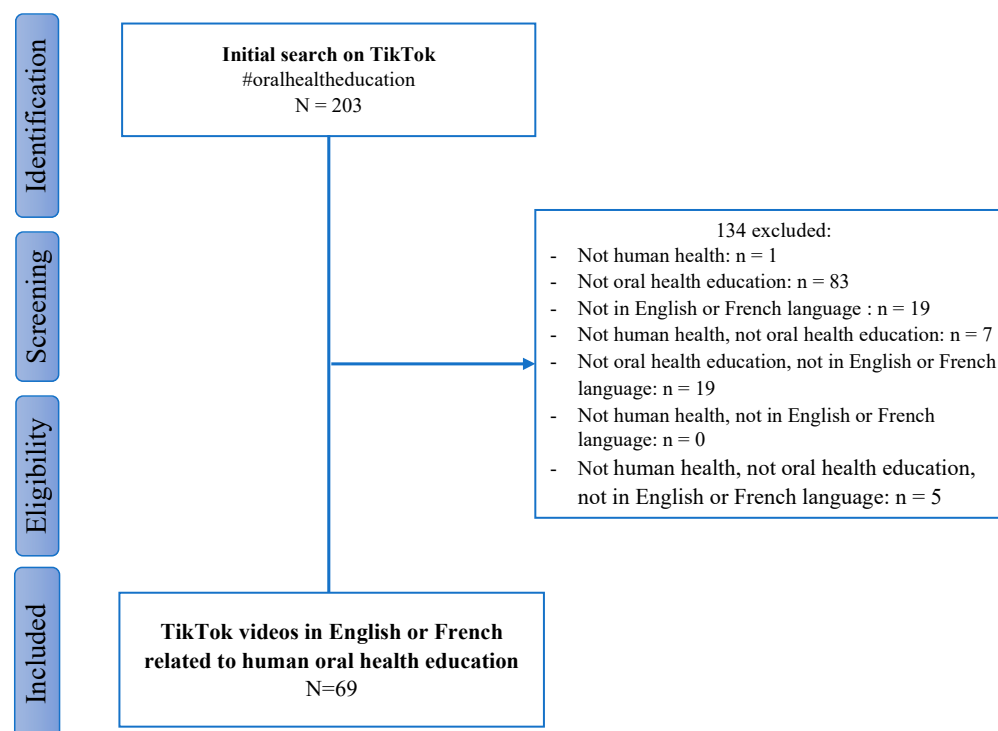 Identification
Initial search on TikTok
#oralhealtheducation
N = 203
Screening
134 excluded:
- Not human health: n = 1
- Not oral health education: n = 83
- Not in English or French language : n = 19
- Not human health, not oral health education: n = 7
- Not oral health education, not in English or French
language: n = 19
- Not human health, not in English or French
language: n = 0
- Not human health, not oral health education,
not in English or French language: n = 5
Eligibility
Included
TikTok videos in English or French
related to human oral health education
N=69